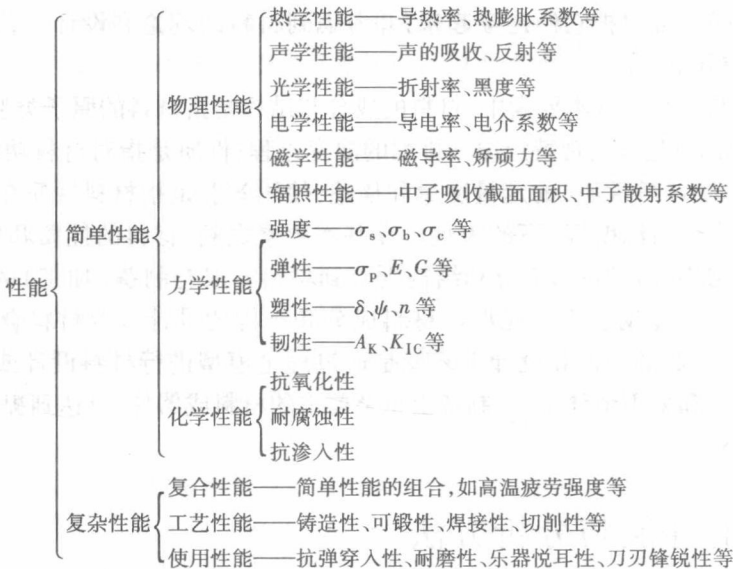 热学性能——导热率、热膨胀系数等
声学性能——声的吸收、反射等
光学性能——折射率、黑度等
物理性能
电学性能——导电率、电介系数等
磁学性能——磁导率、矫顽力等
辐照性能——中子吸收截面面积、中子散射系数等
简单性能
强度——σs、σb、σc 等
弹性——σp、E、G 等
性能
力学性能
塑性——δ、ψ、n 等
韧性——AK、KIC等
抗氧化性
化学性能
耐腐蚀性
抗渗入性
复合性能——简单性能的组合,如高温疲劳强度等
复杂性能
工艺性能——铸造性、可锻性、焊接性、切削性等
使用性能——抗弹穿入性、耐磨性、乐器悦耳性、刀刃锋锐性等